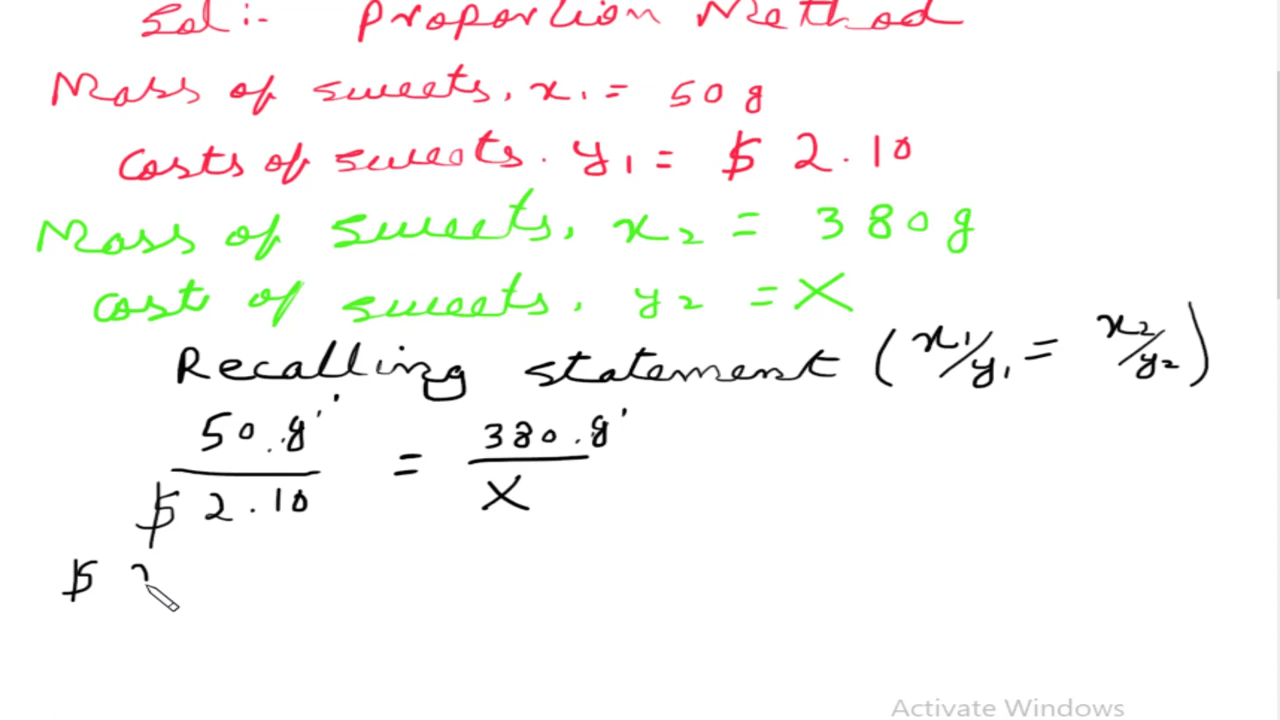 Sol:- Proportion Method
Mass of sweets, x₁ = 50 g
Costs of sweets. y₁ = $ 2.10
Mass of sweets, x₂ = 380 g
Cost of sweets, y₂ = X
Recalling statement (x₁/y₁ = x₂/y₂)
50.g' / $ 2.10 = 380.g' / X
$
Activate Windows